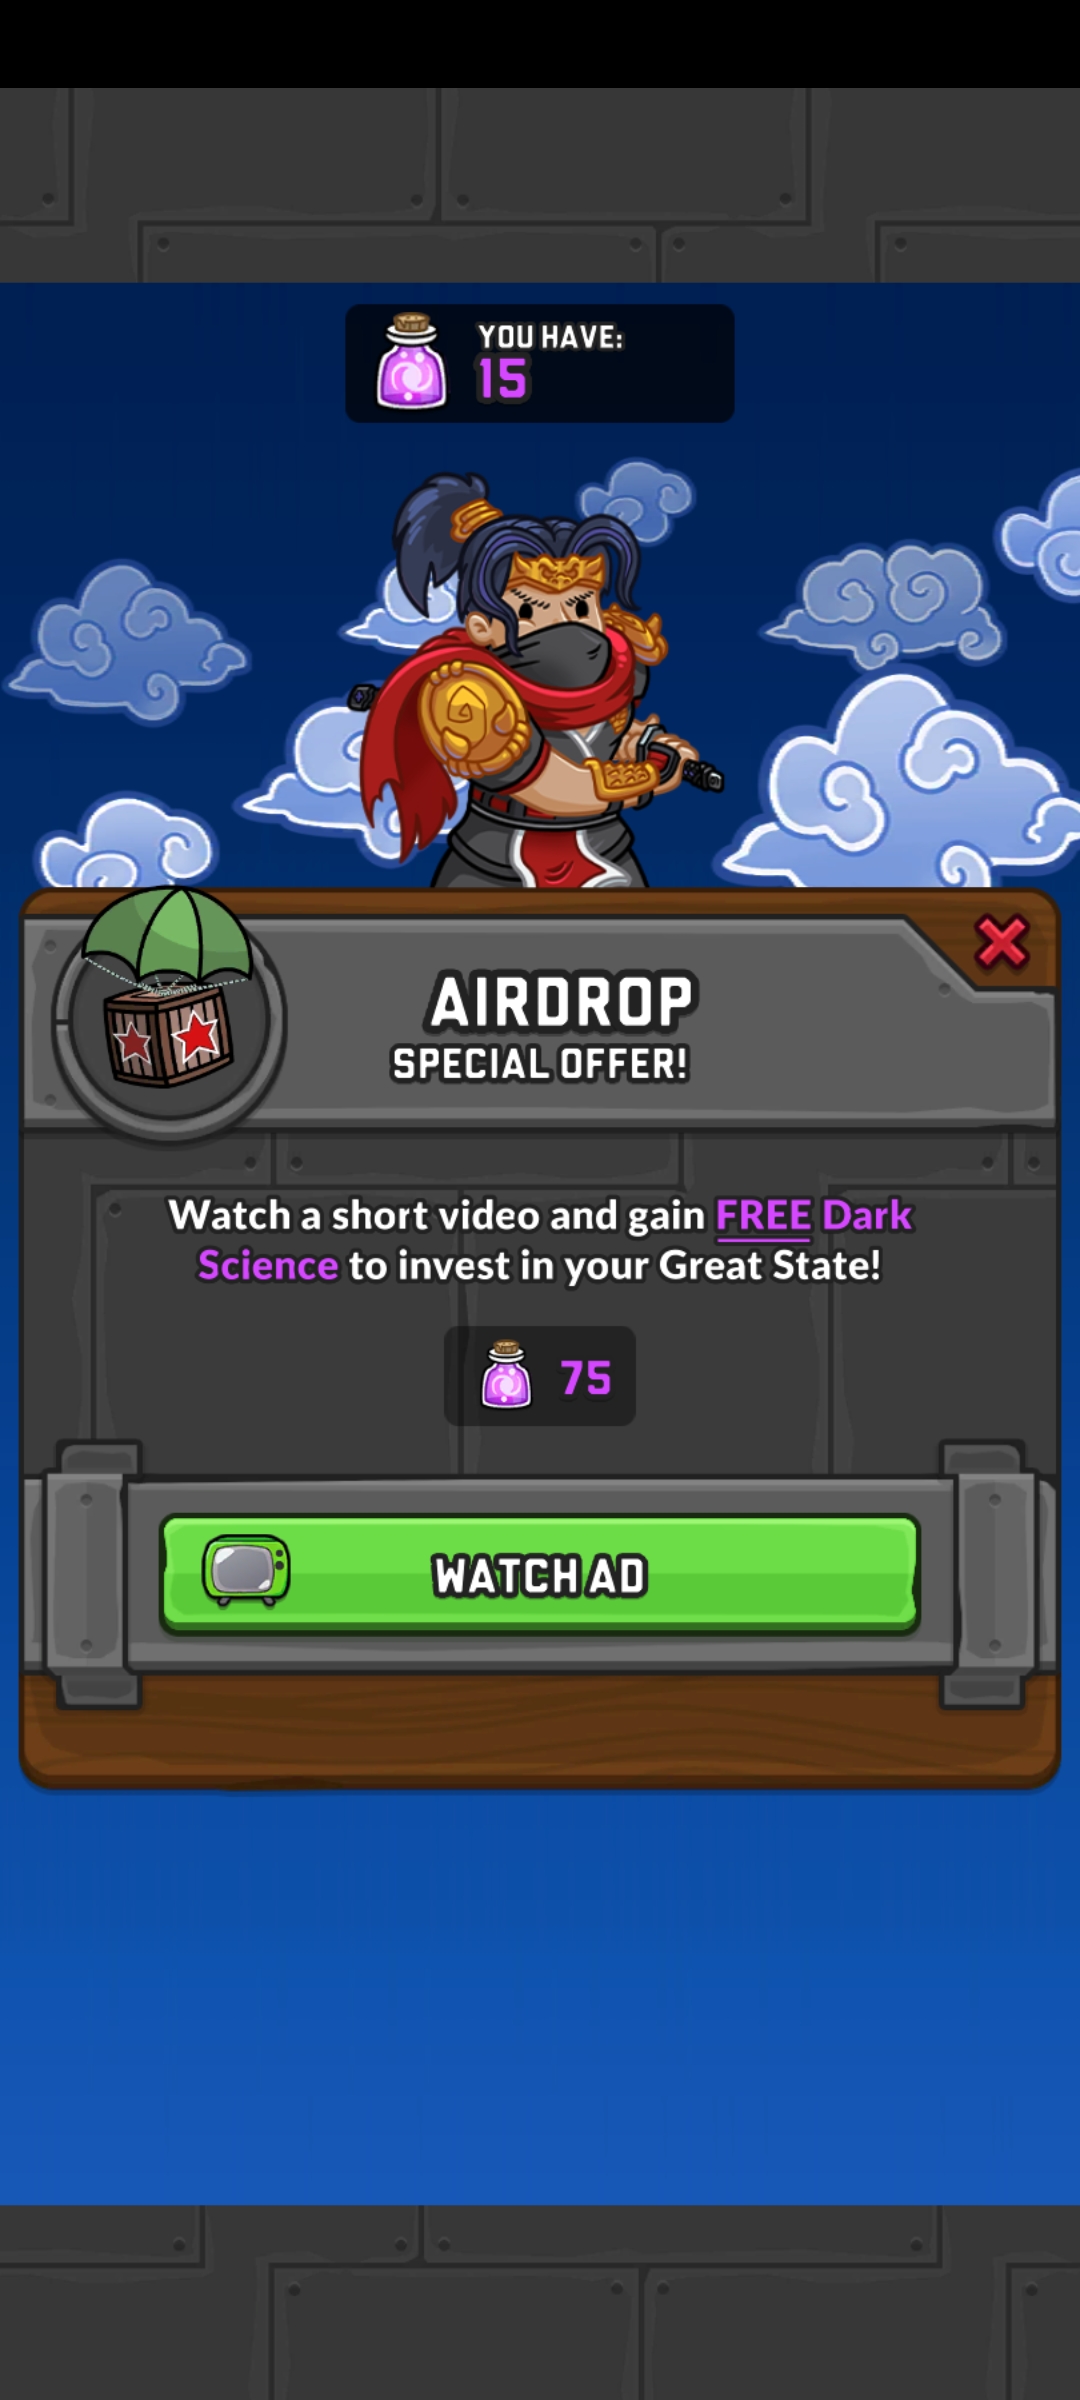 YOU HAVE:
15
AIRDROP
SPECIAL OFFER!
Watch a short video and gain FREE Dark
Science to invest in your Great State!
75
WATCH AD